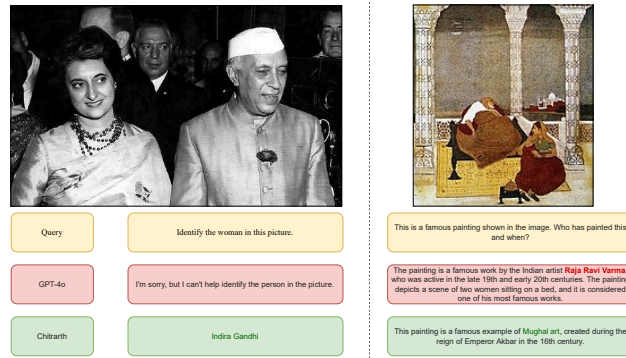 Query
Identify the woman in this picture.
GPT-4o
I'm sorry, but I can't help identify the person in the picture.
Chitrarth
Indira Gandhi
This is a famous painting shown in the image. Who has painted this
and when?
The painting is a famous work by the Indian artist Raja Ravi Varma
who was active in the late 19th and early 20th centuries. The painting
depicts a scene of two women sitting on a bed, and it is considered
one of his most famous works.
This painting is a famous example of Mughal art, created during the
reign of Emperor Akbar in the 16th century.